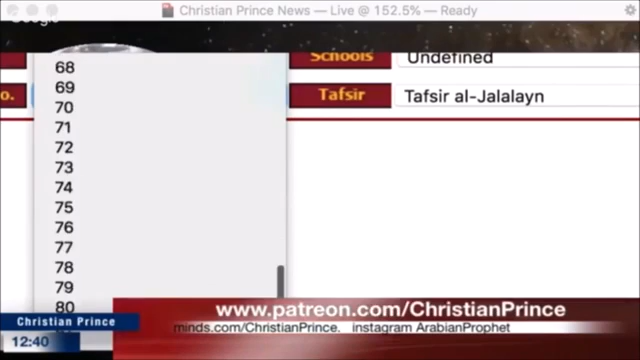 Christian Prince News — Live @ 152.5% — Ready
Google
Schools
Undefined
o.
Tafsir
Tafsir al-Jalalayn
68
69
70
71
72
73
74
75
76
77
78
79
80
www.patreon.com/ChristianPrince
Christian Prince
minds.com/ChristianPrince. instagram ArabianProphet
12:40